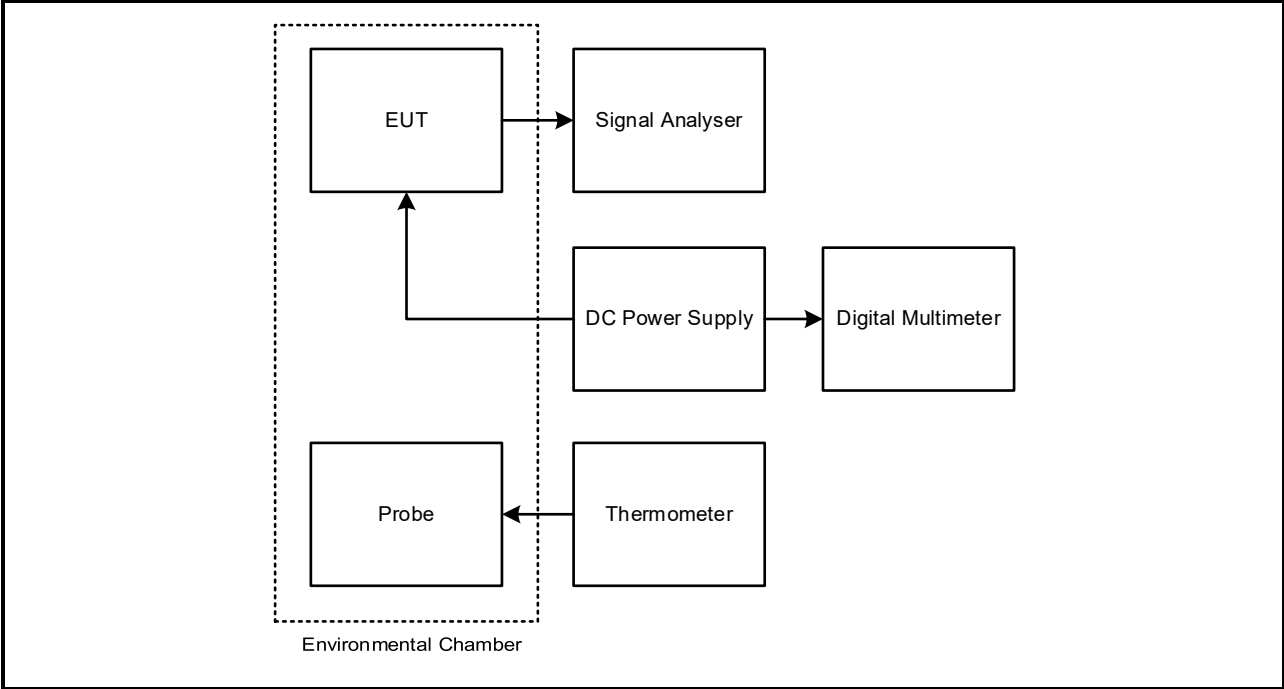 EUT
Signal Analyser
DC Power Supply
Digital Multimeter
Probe
Thermometer
Environmental Chamber